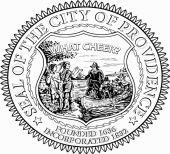 SEAL OF THE CITY OF PROVIDENCE
WHAT CHEER?
FOUNDED 1636
INCORPORATED 1832